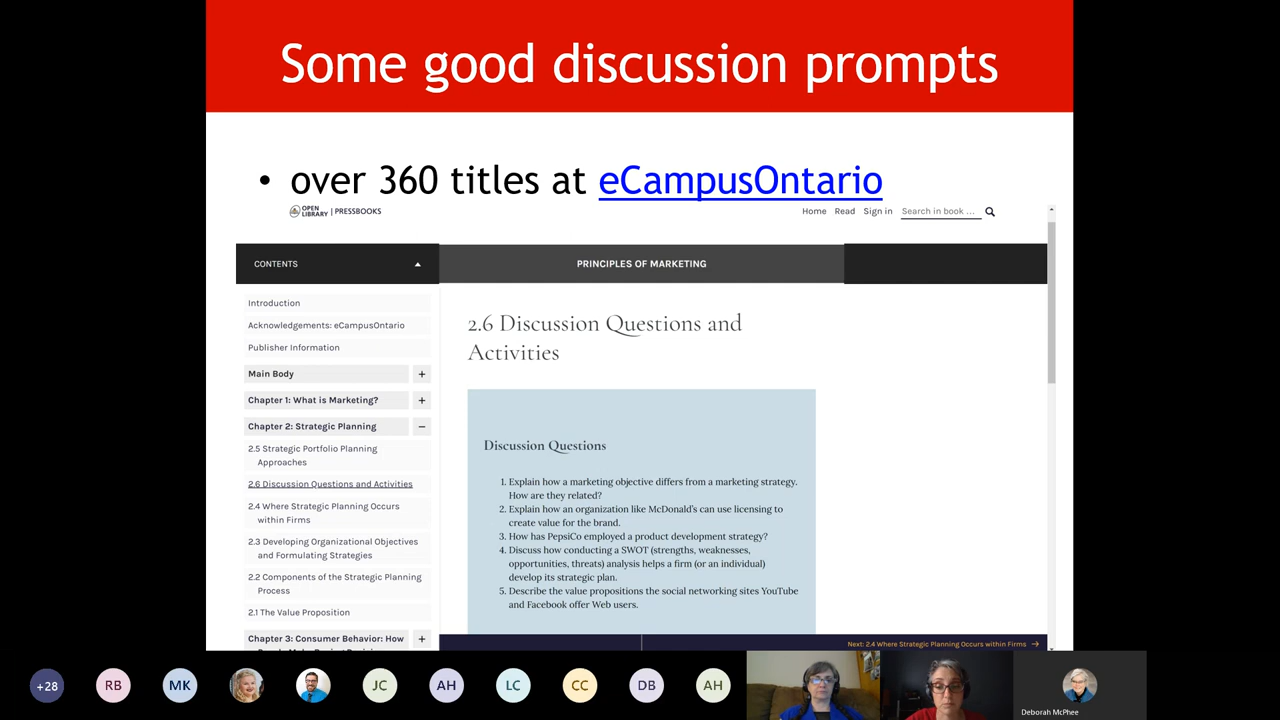 Some good discussion prompts
• over 360 titles at eCampusOntario
OPEN LIBRARY | PRESSBOOKS
Home Read Sign in Search in book …
CONTENTS
PRINCIPLES OF MARKETING
Introduction
Acknowledgements: eCampusOntario
Publisher Information
Main Body +
Chapter 1: What is Marketing? +
Chapter 2: Strategic Planning −
2.5 Strategic Portfolio Planning
Approaches
2.6 Discussion Questions and Activities
2.4 Where Strategic Planning Occurs
within Firms
2.3 Developing Organizational Objectives
and Formulating Strategies
2.2 Components of the Strategic Planning
Process
2.1 The Value Proposition
Chapter 3: Consumer Behavior: How +
2.6 Discussion Questions and
Activities
Discussion Questions
1. Explain how a marketing objective differs from a marketing strategy.
How are they related?
2. Explain how an organization like McDonald's can use licensing to
create value for the brand.
3. How has PepsiCo employed a product development strategy?
4. Discuss how conducting a SWOT (strengths, weaknesses,
opportunities, threats) analysis helps a firm (or an individual)
develop its strategic plan.
5. Describe the value propositions the social networking sites YouTube
and Facebook offer Web users.
Next: 2.4 Where Strategic Planning Occurs within Firms →
+28
RB
MK
JC
AH
LC
CC
DB
AH
Deborah McPhee